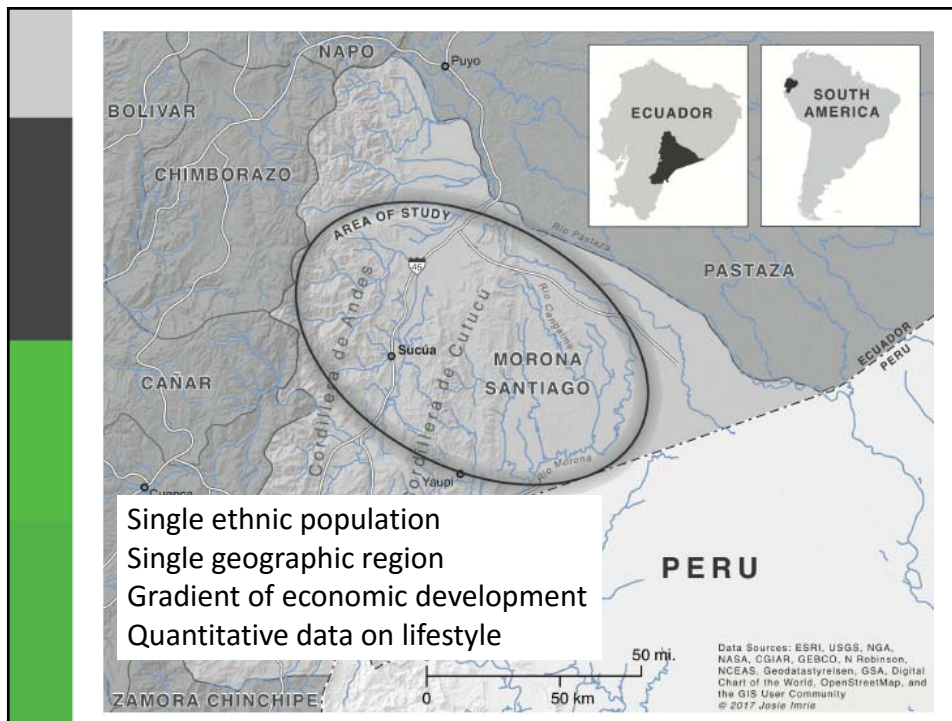 NAPO
Puyo
BOLIVAR
ECUADOR
SOUTH
AMERICA
CHIMBORAZO
AREA OF STUDY
Río Pastaza
45
PASTAZA
Cordillera de Andes
Cordillera de Cutucú
Río Cangaime
Sucúa
MORONA
SANTIAGO
ECUADOR
PERU
CAÑAR
Río Morona
Yaupi
Cuenca
Single ethnic population
Single geographic region
Gradient of economic development
Quantitative data on lifestyle
PERU
50 mi.
0
50 km
ZAMORA CHINCHIPE
Data Sources: ESRI, USGS, NGA,
NASA, CGIAR, GEBCO, N Robinson,
NCEAS, Geodatastyrelsen, GSA, Digital
Chart of the World, OpenStreetMap, and
the GIS User Community
© 2017 Josie Imrie